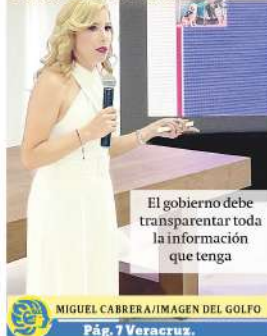 El gobierno debe
transparentar toda
la información
que tenga
MIGUEL CABRERA/IMAGEN DEL GOLFO
Pág. 7 Veracruz.